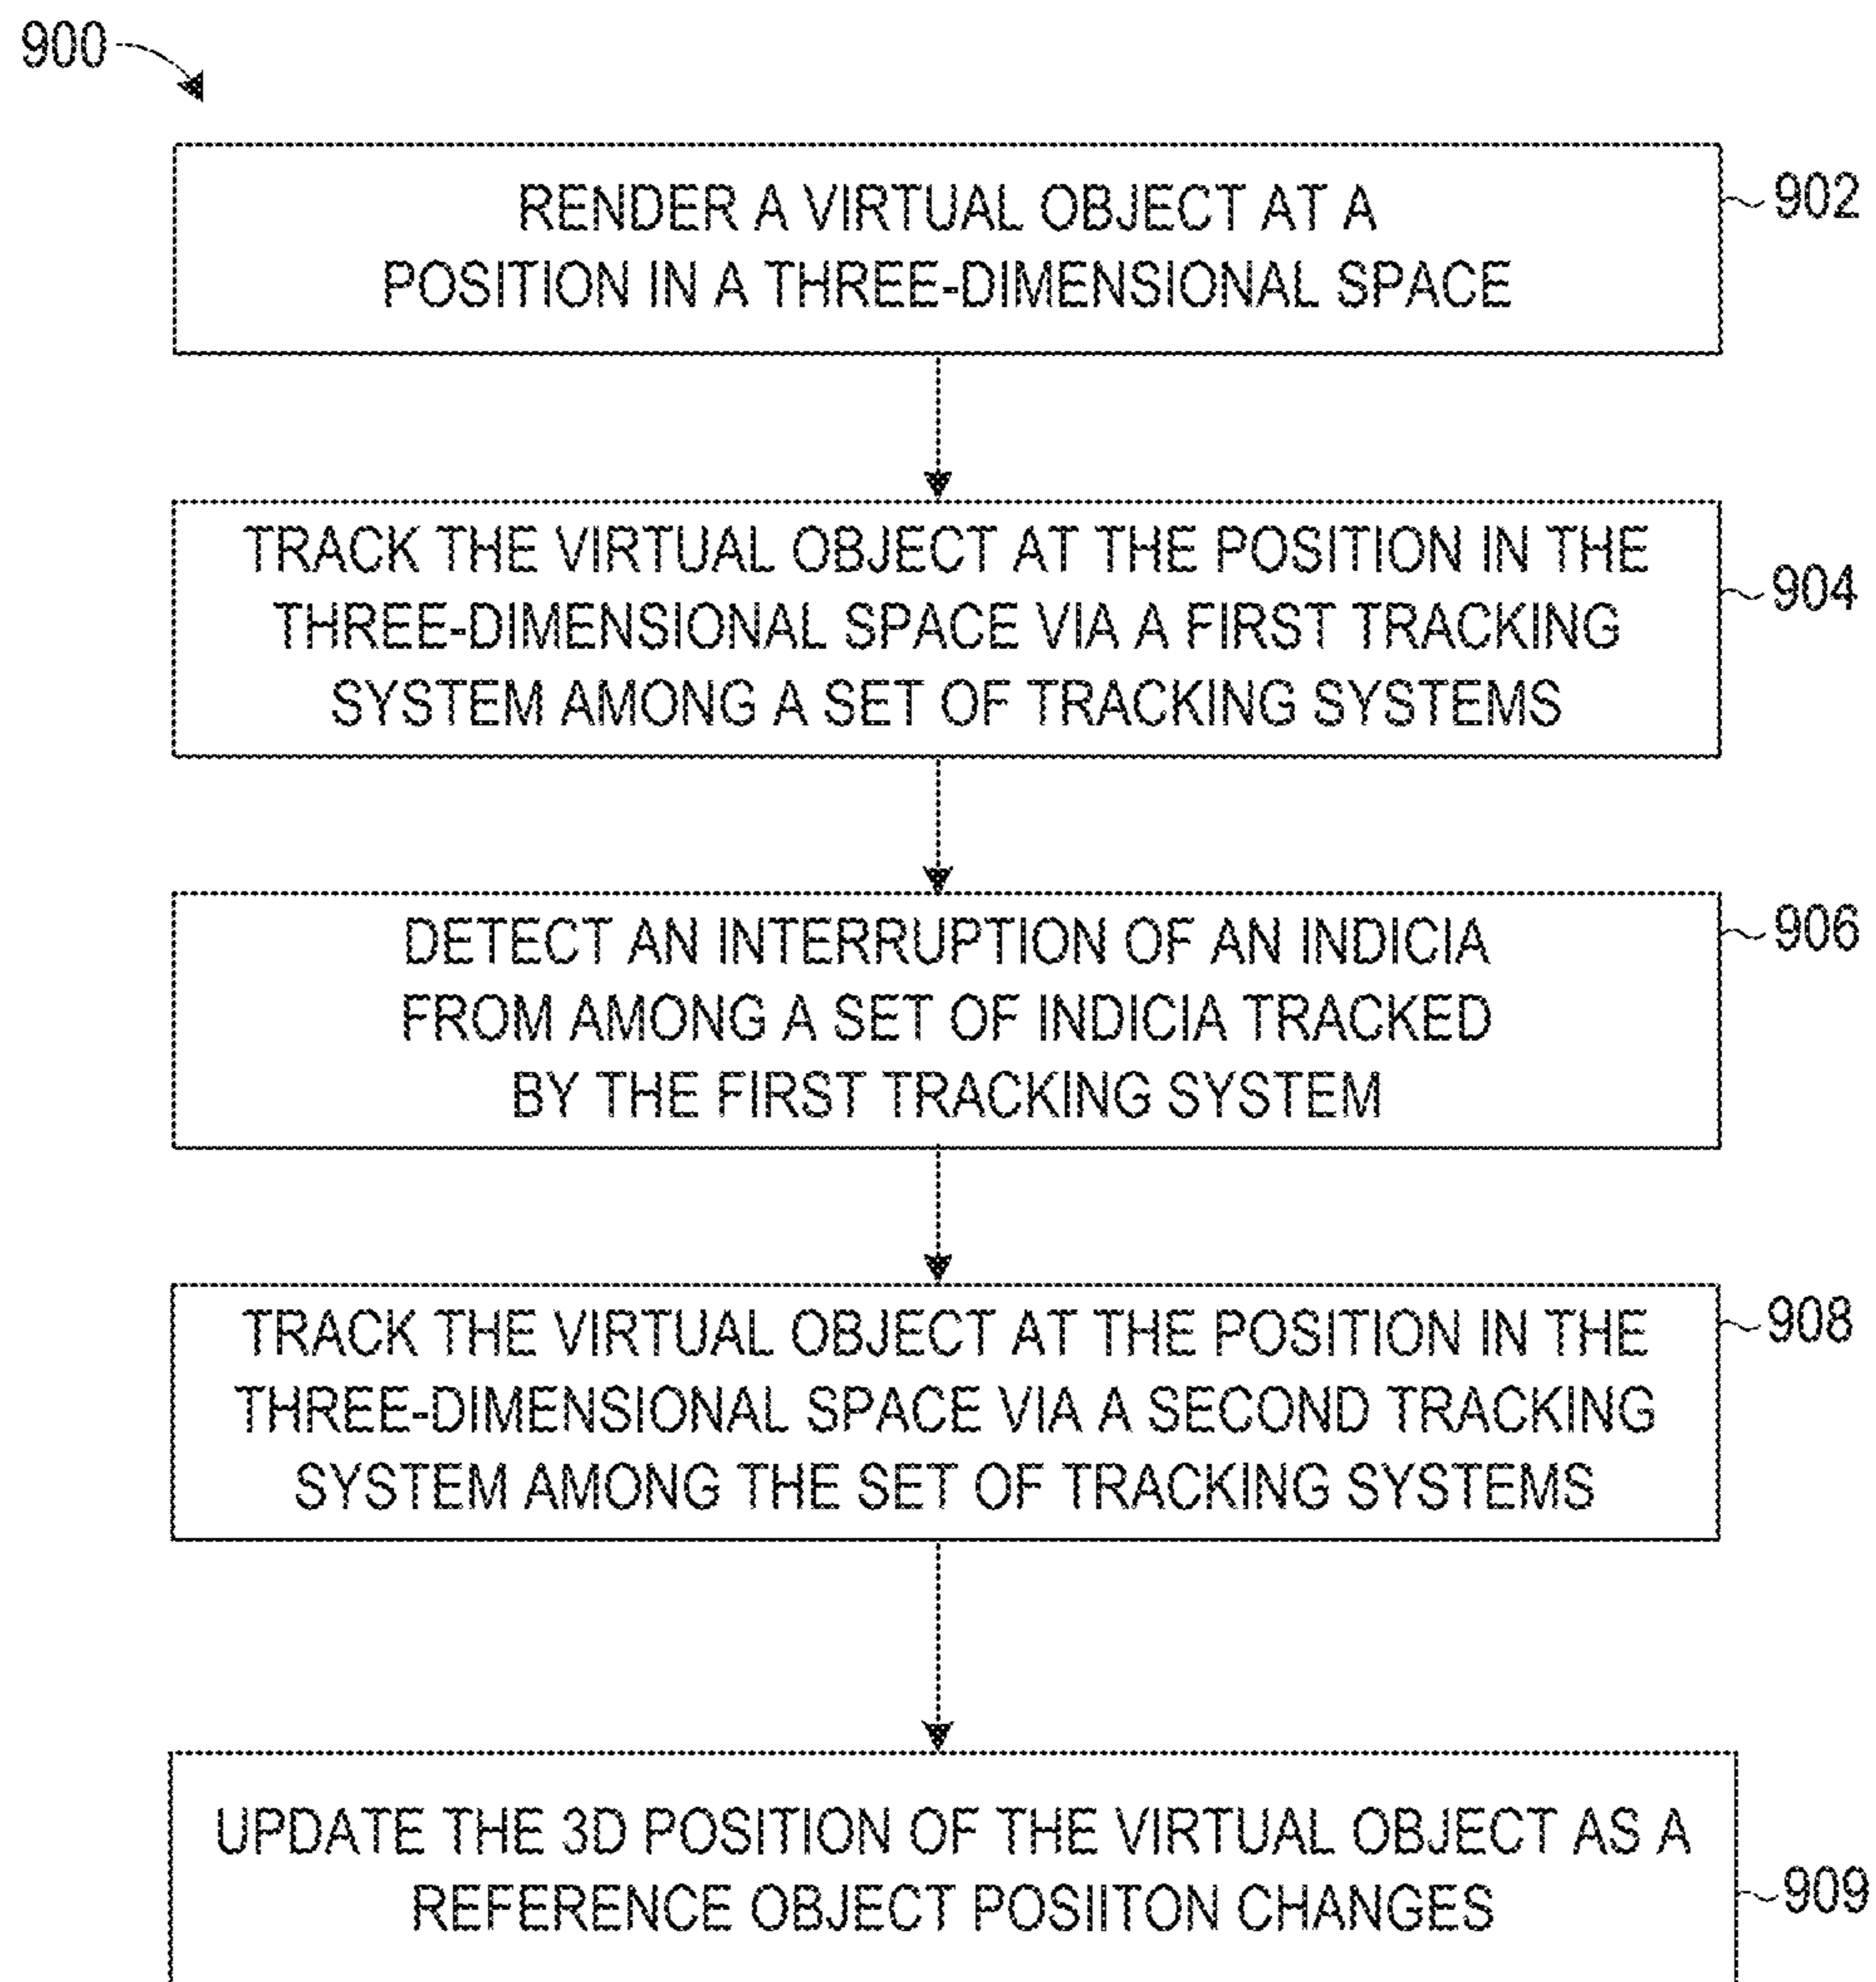 900
RENDER A VIRTUAL OBJECT AT A
POSITION IN A THREE-DIMENSIONAL SPACE
902
TRACK THE VIRTUAL OBJECT AT THE POSITION IN THE
THREE-DIMENSIONAL SPACE VIA A FIRST TRACKING
SYSTEM AMONG A SET OF TRACKING SYSTEMS
904
DETECT AN INTERRUPTION OF AN INDICIA
FROM AMONG A SET OF INDICIA TRACKED
BY THE FIRST TRACKING SYSTEM
906
TRACK THE VIRTUAL OBJECT AT THE POSITION IN THE
THREE-DIMENSIONAL SPACE VIA A SECOND TRACKING
SYSTEM AMONG THE SET OF TRACKING SYSTEMS
908
UPDATE THE 3D POSITION OF THE VIRTUAL OBJECT AS A
REFERENCE OBJECT POSIITON CHANGES
909